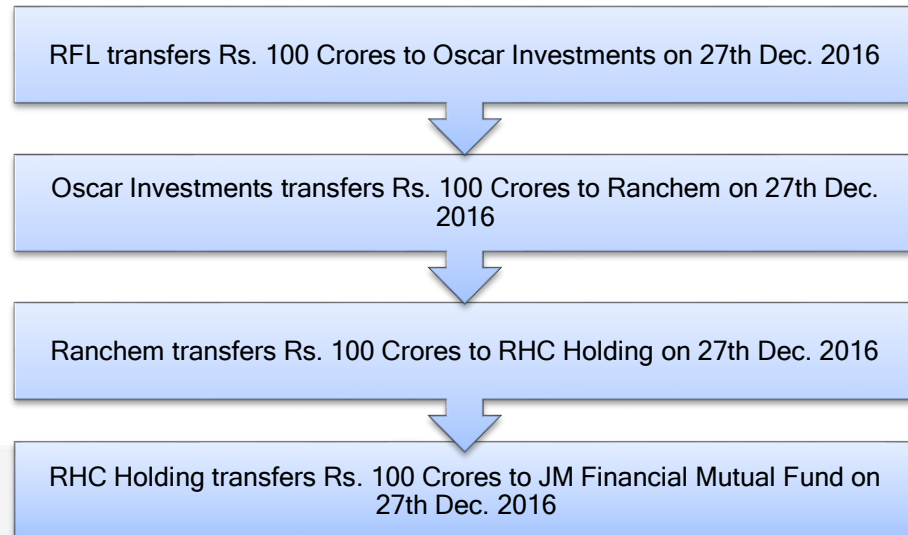 RFL transfers Rs. 100 Crores to Oscar Investments on 27th Dec. 2016
Oscar Investments transfers Rs. 100 Crores to Ranchem on 27th Dec.
2016
Ranchem transfers Rs. 100 Crores to RHC Holding on 27th Dec. 2016
RHC Holding transfers Rs. 100 Crores to JM Financial Mutual Fund on
27th Dec. 2016